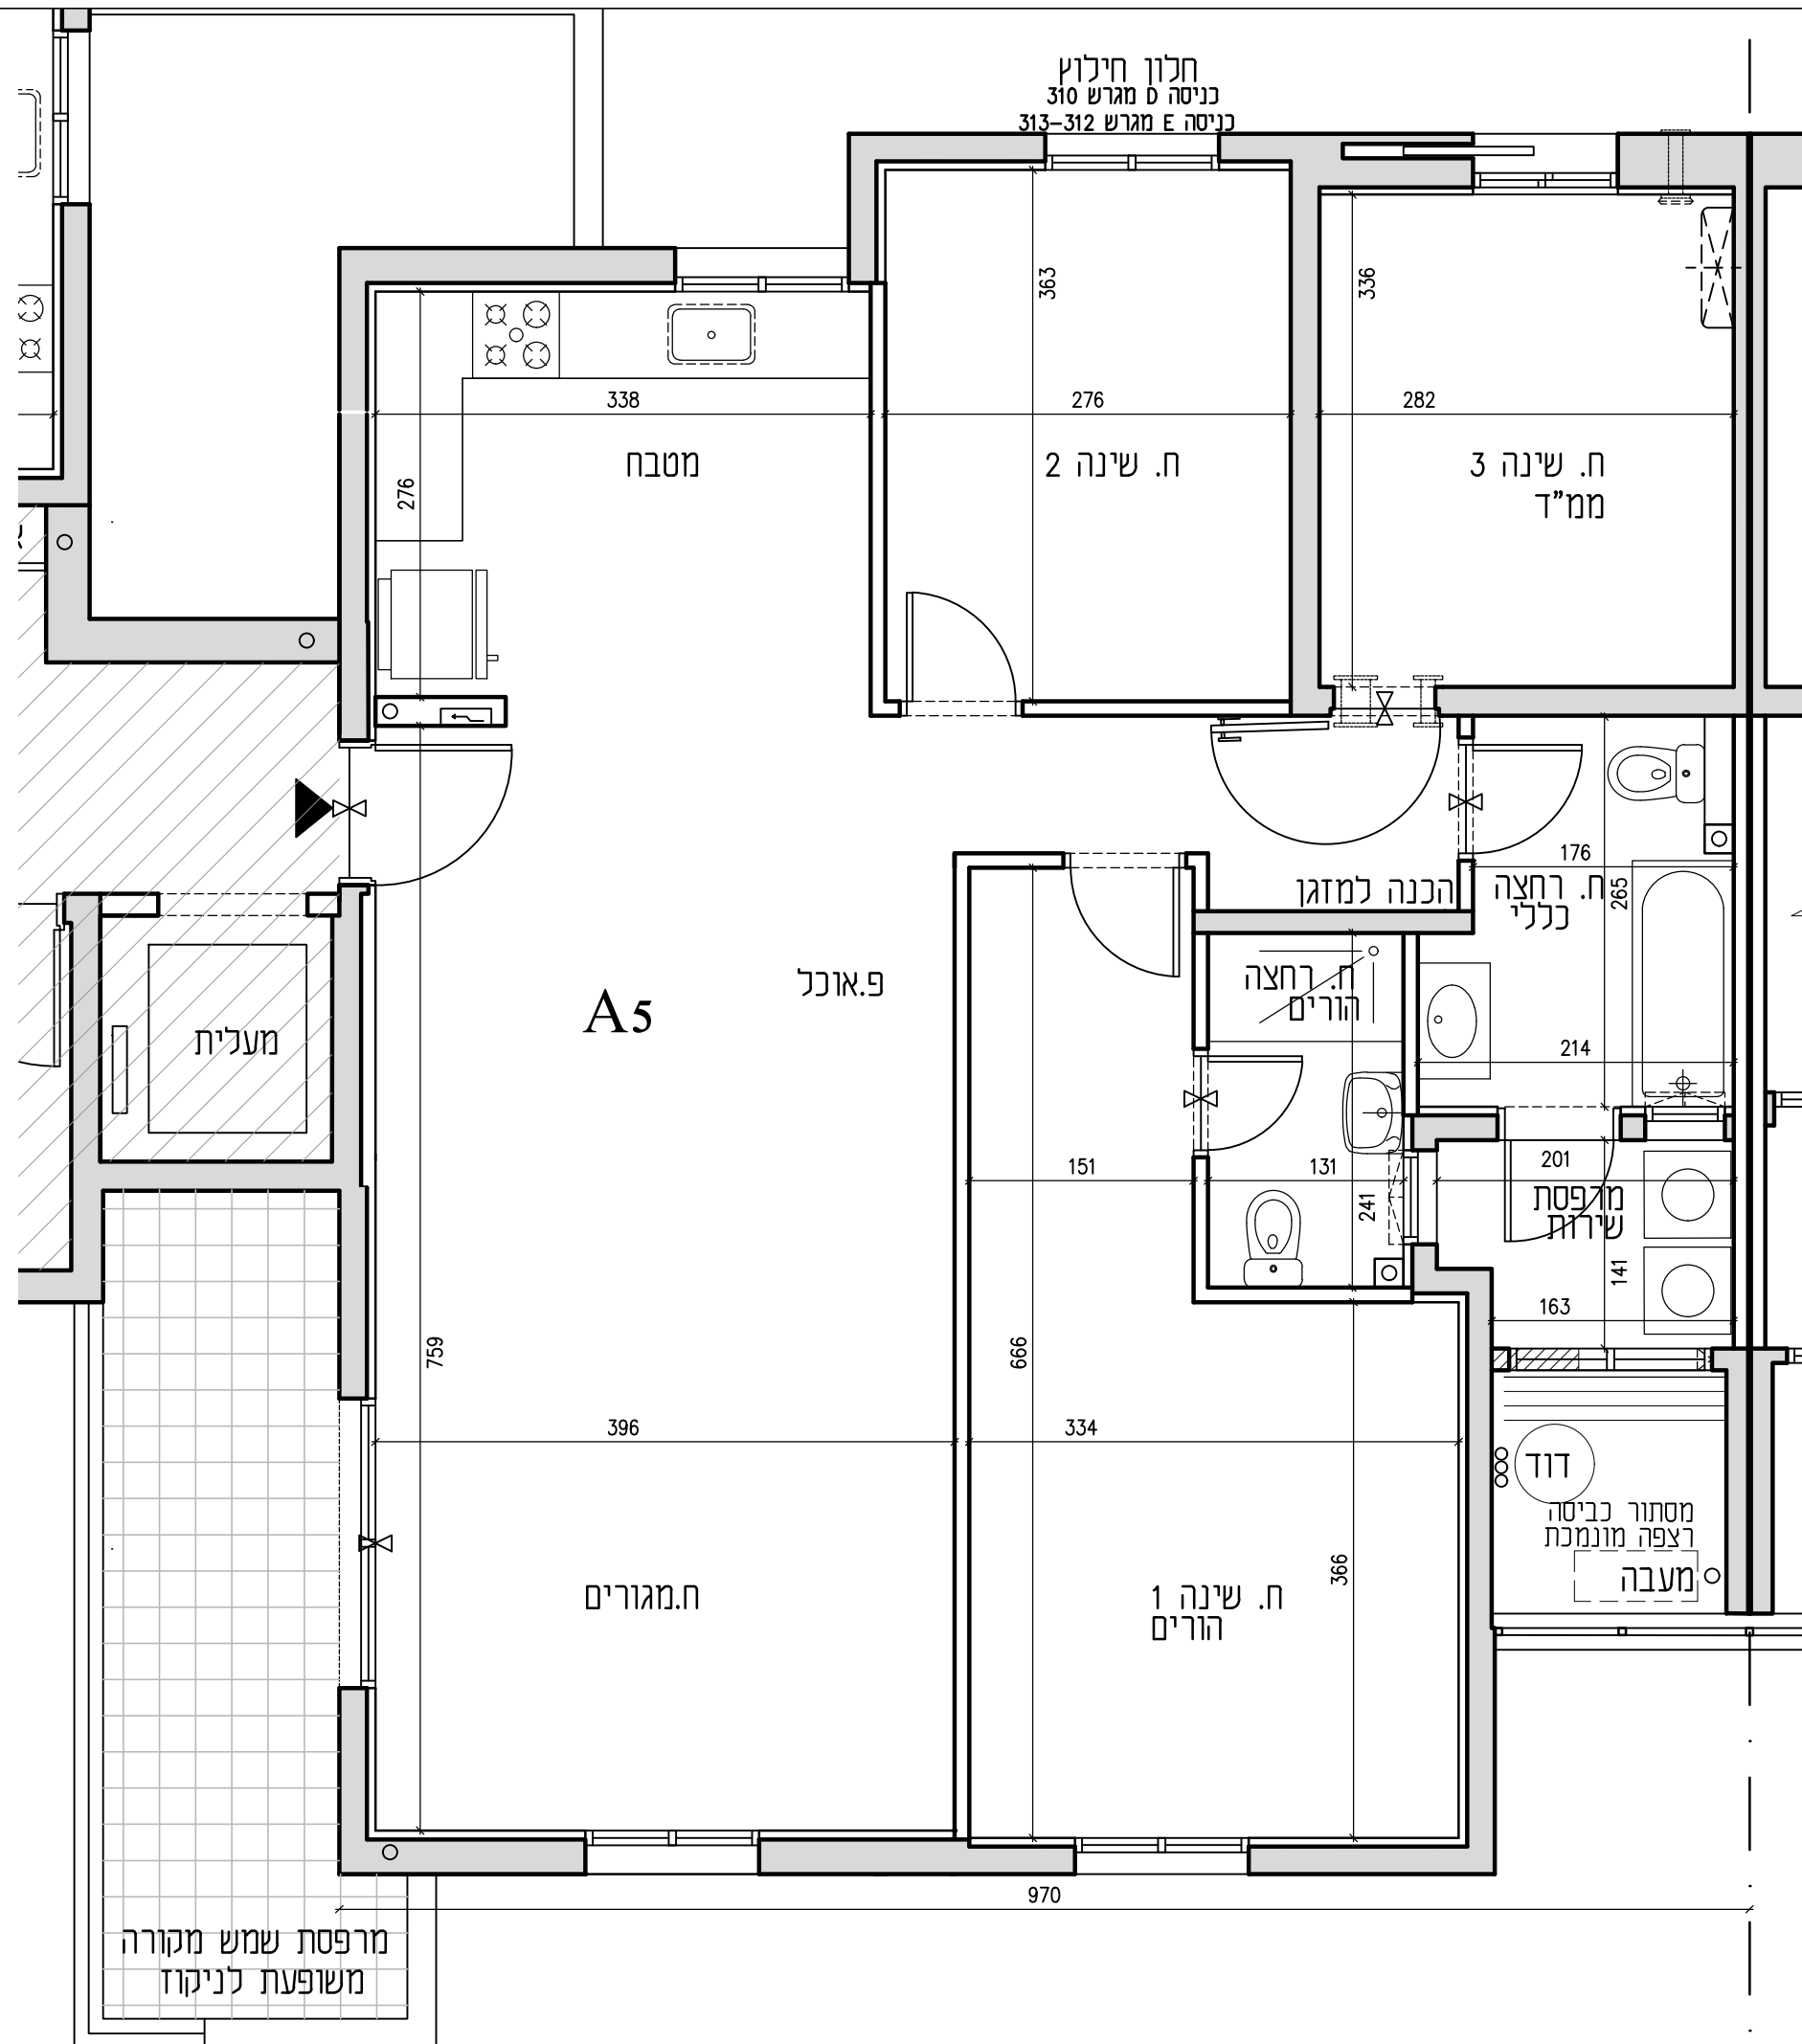 חלון חילוץ
כניסה D מגרש 310
כניסה E מגרש 313-312
363
336
338
276
282
מטבח
ח. שינה 2
ח. שינה 3
ממ"ד
276
176
ח. רחצה
כללי
265
הכנה למזגן
פ.אוכל
A5
ח. רחצה
הורים
מעלית
214
151
131
201
241
מרפסת
שירות
141
163
759
666
396
334
דוד
מסתור כביסה
רצפה מונמכת
מעבה
366
ח.מגורים
ח. שינה 1
הורים
970
מרפסת שמש מקורה
משופעת לניקוז